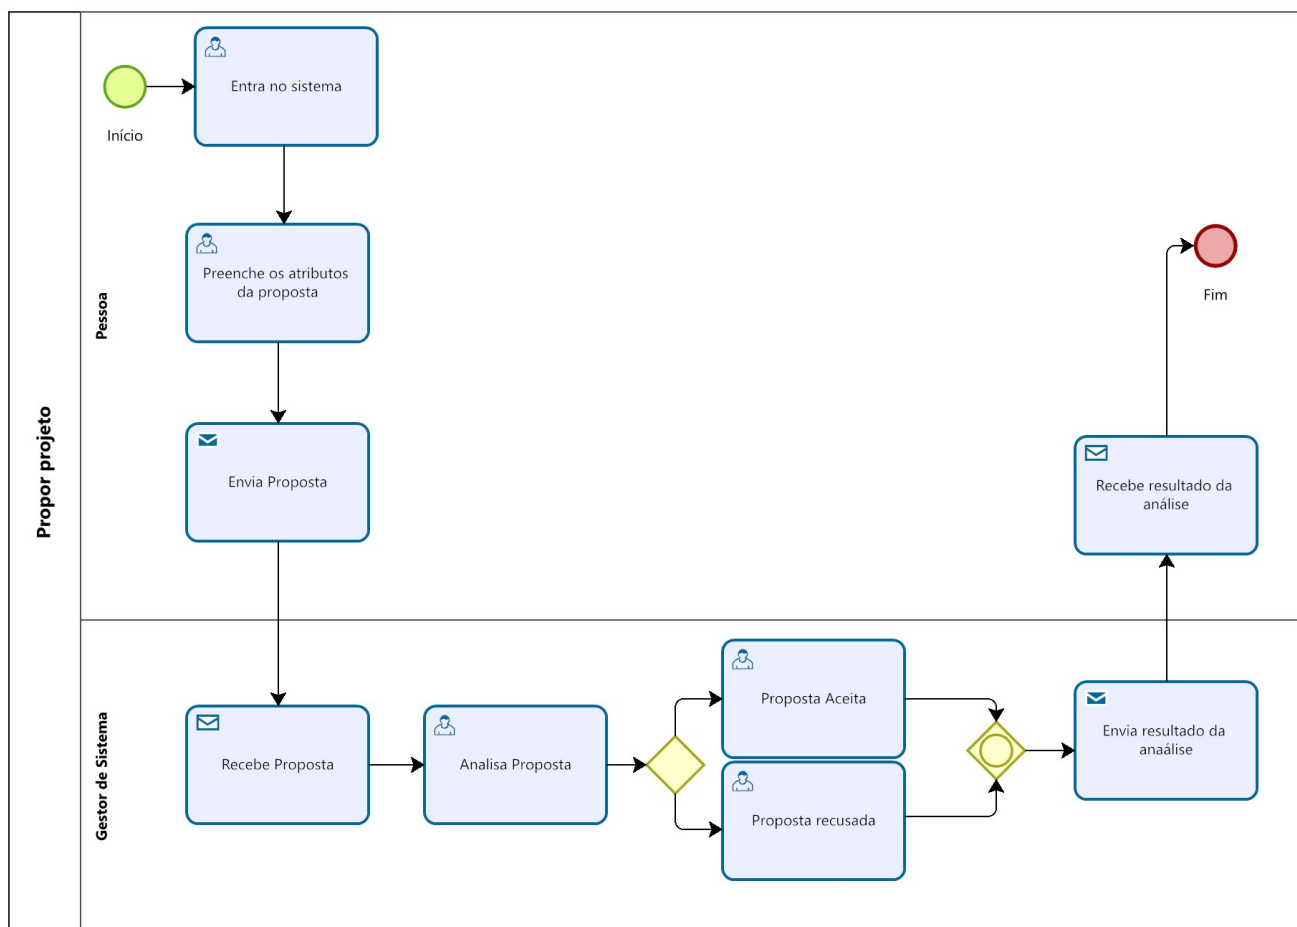 Propor projeto
Pessoa
Início
Entra no sistema
Preenche os atributos
da proposta
Envia Proposta
Fim
Recebe resultado da
análise
Gestor de Sistema
Recebe Proposta
Analisa Proposta
Proposta Aceita
Proposta recusada
Envia resultado da
anaálise